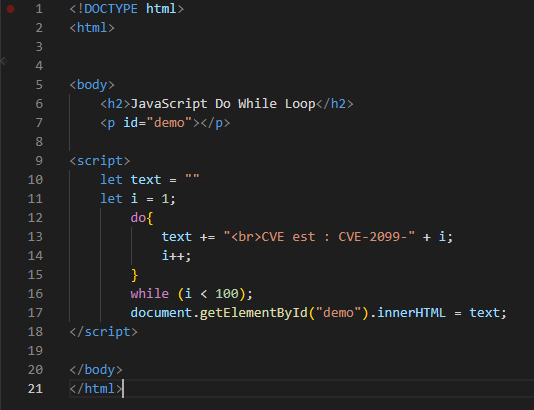 1 <!DOCTYPE html>
2 <html>
3
4
5 <body>
6     <h2>JavaScript Do While Loop</h2>
7     <p id="demo"></p>
8
9 <script>
10     let text = ""
11     let i = 1;
12         do{
13             text += "<br>CVE est : CVE-2099-" + i;
14             i++;
15         }
16         while (i < 100);
17         document.getElementById("demo").innerHTML = text;
18 </script>
19
20 </body>
21 </html>